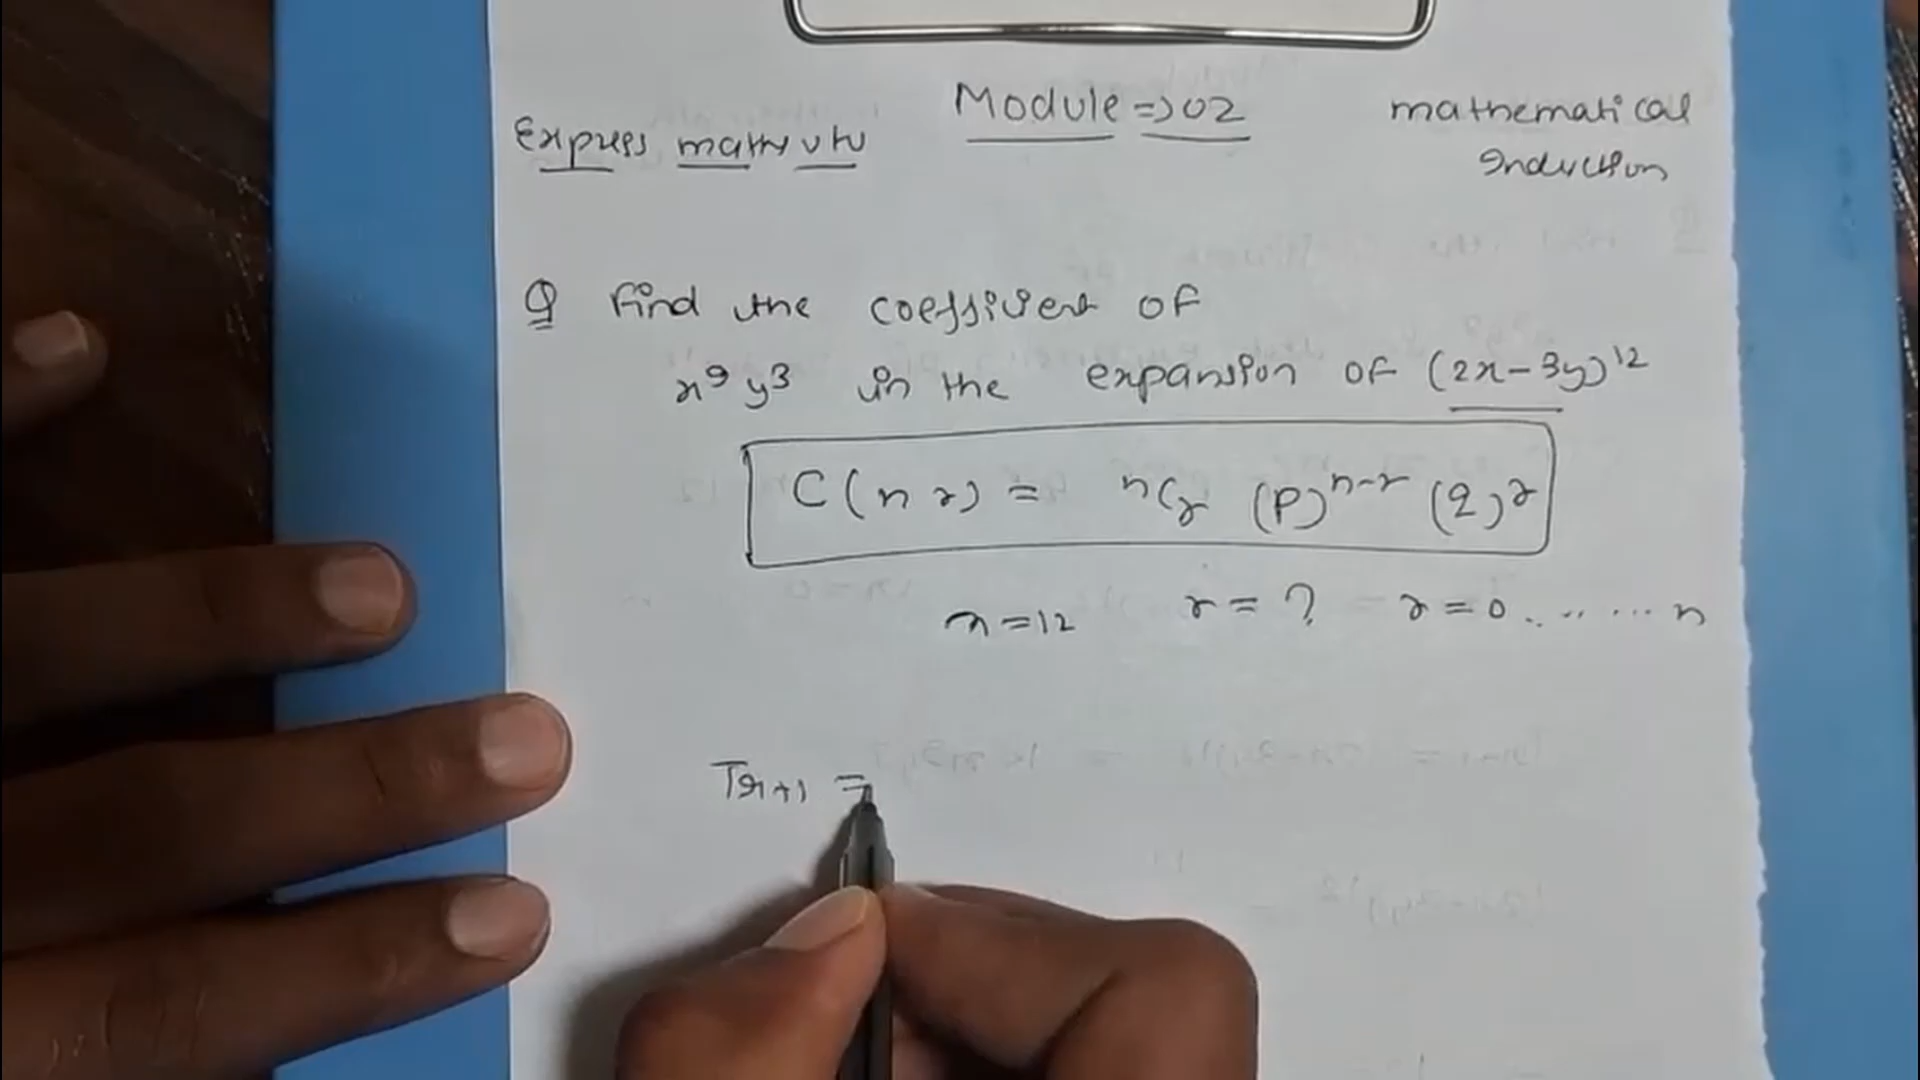 Module => 02
Express maths vtu
mathematical
Induction
Q Find the coefficient of
x⁹ y³ in the expansion of (2x-3y)¹²
C(n r) = ⁿCᵣ (P)ⁿ⁻ʳ (q)ʳ
n=12 r=? r=0........n
Tr+1 =